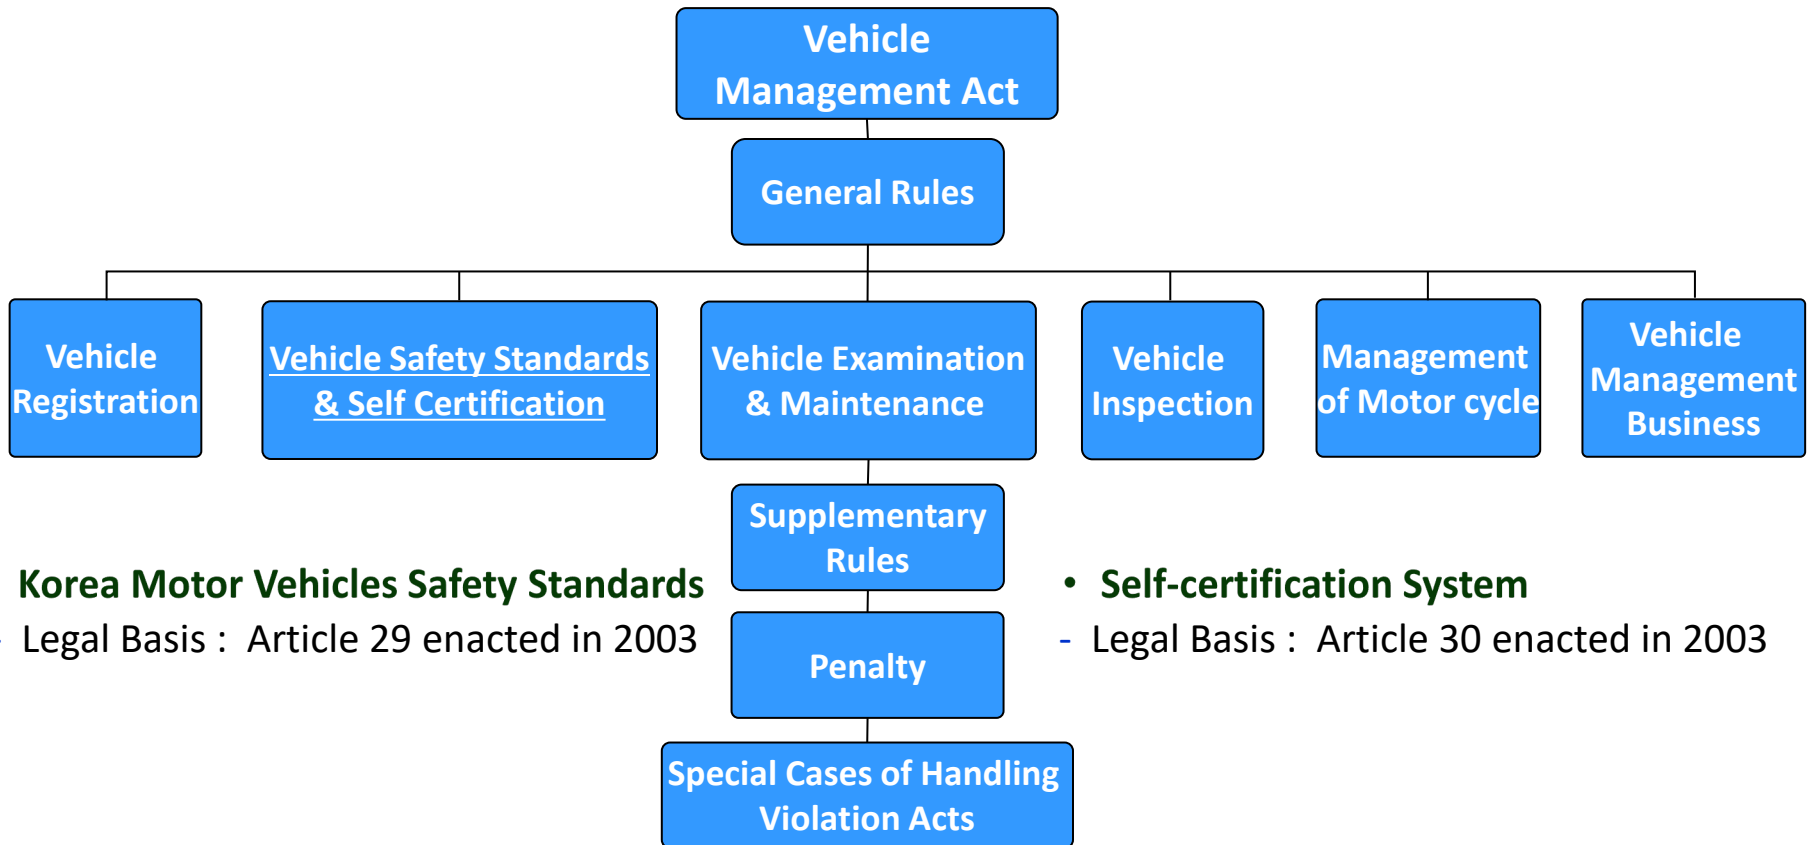 Vehicle
Management Act
General Rules
Vehicle
Registration
Vehicle Safety Standards
& Self Certification
Vehicle Examination
& Maintenance
Vehicle
Inspection
Management
of Motor cycle
Vehicle
Management
Business
Supplementary
Rules
Korea Motor Vehicles Safety Standards
- Legal Basis : Article 29 enacted in 2003
• Self-certification System
- Legal Basis : Article 30 enacted in 2003
Penalty
Special Cases of Handling
Violation Acts